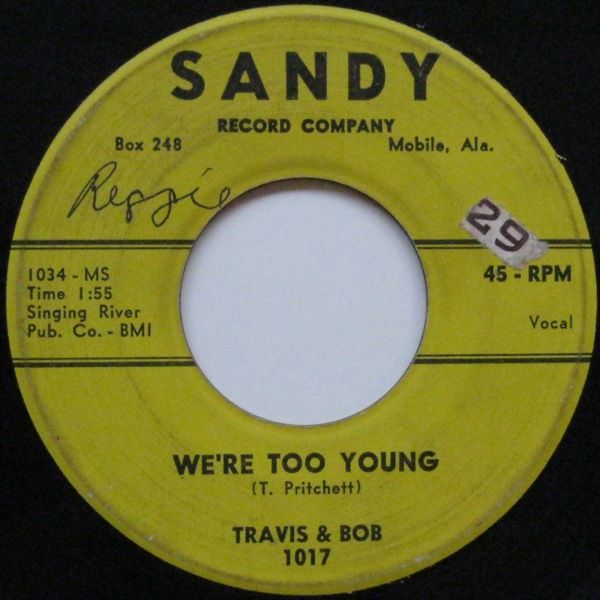 SANDY
RECORD COMPANY
Box 248
Mobile, Ala.
Reggie
29
1034 - MS
Time 1:55
Singing River
Pub. Co. - BMI
45 - RPM
Vocal
WE'RE TOO YOUNG
(T. Pritchett)
TRAVIS & BOB
1017